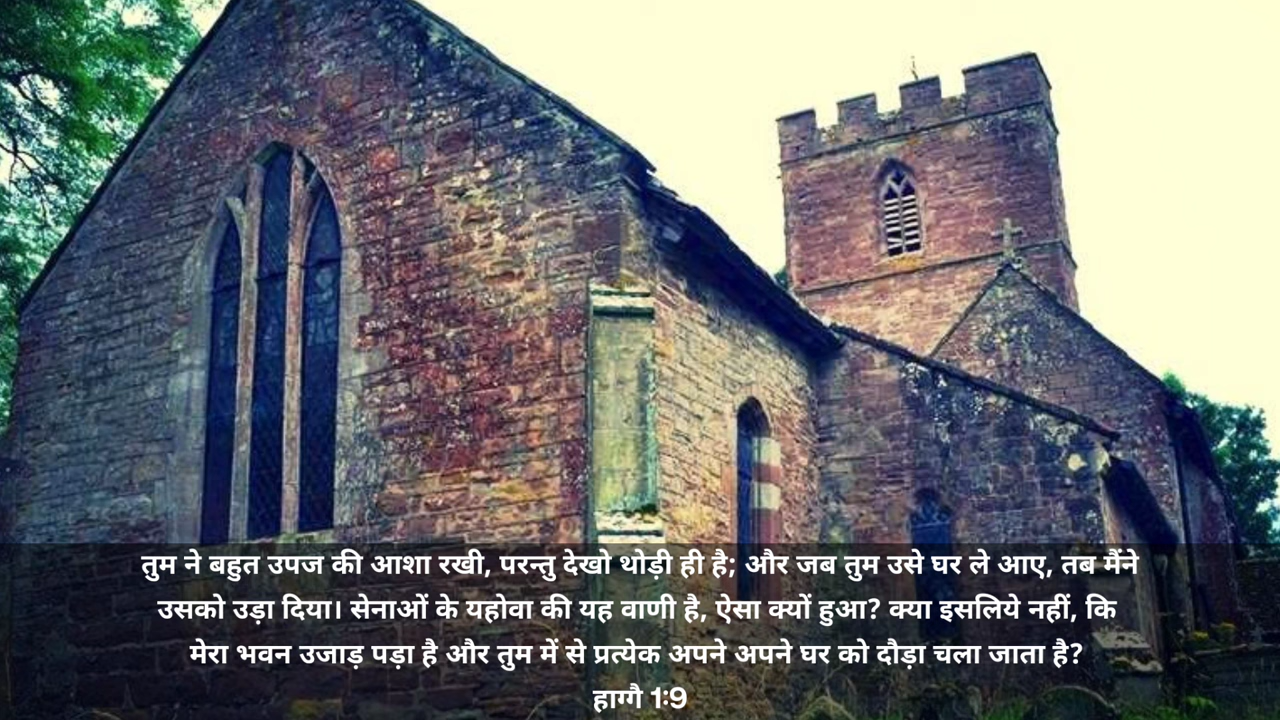 तुम ने बहुत उपज की आशा रखी, परन्तु देखो थोड़ी ही है; और जब तुम उसे घर ले आए, तब मैंने
उसको उड़ा दिया। सेनाओं के यहोवा की यह वाणी है, ऐसा क्यों हुआ? क्या इसलिये नहीं, कि
मेरा भवन उजाड़ पड़ा है और तुम में से प्रत्येक अपने अपने घर को दौड़ा चला जाता है?
हाग्गै 1:9